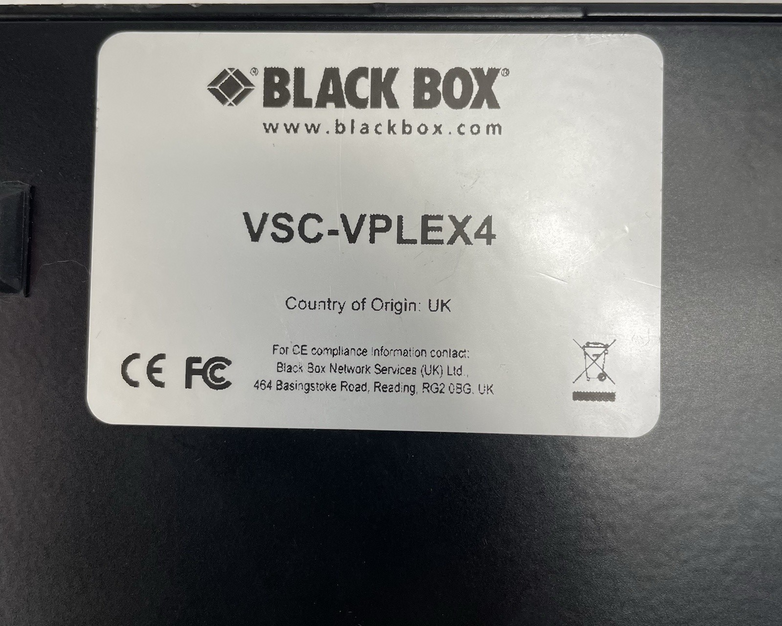 BLACK BOX
www.blackbox.com
VSC-VPLEX4
Country of Origin: UK
For CE compliance Information contact:
Black Box Network Services (UK) Ltd.,
464 Basingstoke Road, Reading, RG2 0BG, UK
CE FC